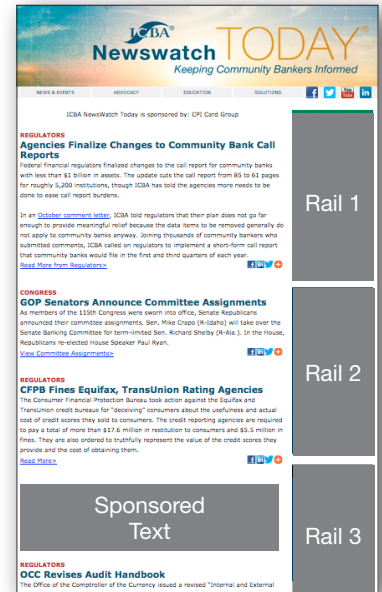 ICBA®
Newswatch TODAY®
Keeping Community Bankers Informed
NEWS & EVENTS ADVOCACY EDUCATION SOLUTIONS
ICBA NewsWatch Today is sponsored by: CPI Card Group
REGULATORS
Agencies Finalize Changes to Community Bank Call
Reports
Federal financial regulators finalized changes to the call report for community banks
with less than $1 billion in assets. The update cuts the call report from 85 to 61 pages
for roughly 5,200 institutions, though ICBA has told the agencies more needs to be
done to ease call report burdens.
In an October comment letter, ICBA told regulators that their plan does not go far
enough to provide meaningful relief because the data items to be removed generally do
not apply to community banks anyway. Joining thousands of community bankers who
submitted comments, ICBA called on regulators to implement a short-form call report
that community banks would file in the first and third quarters of each year.
Read More from Regulators>
Rail 1
CONGRESS
GOP Senators Announce Committee Assignments
As members of the 115th Congress were sworn into office, Senate Republicans
announced their committee assignments. Sen. Mike Crapo (R-Idaho) will take over the
Senate Banking Committee for term-limited Sen. Richard Shelby (R-Ala.). In the House,
Republicans re-elected House Speaker Paul Ryan.
View Committee Assignments>
Rail 2
REGULATORS
CFPB Fines Equifax, TransUnion Rating Agencies
The Consumer Financial Protection Bureau took action against the Equifax and
TransUnion credit bureaus for "deceiving" consumers about the usefulness and actual
cost of credit scores they sold to consumers. The credit reporting agencies are required
to pay a total of more than $17.6 million in restitution to consumers and $5.5 million in
fines. They are also ordered to truthfully represent the value of the credit scores they
provide and the cost of obtaining them.
Read More>
Sponsored
Text
Rail 3
REGULATORS
OCC Revises Audit Handbook
The Office of the Comptroller of the Currency issued a revised "Internal and External